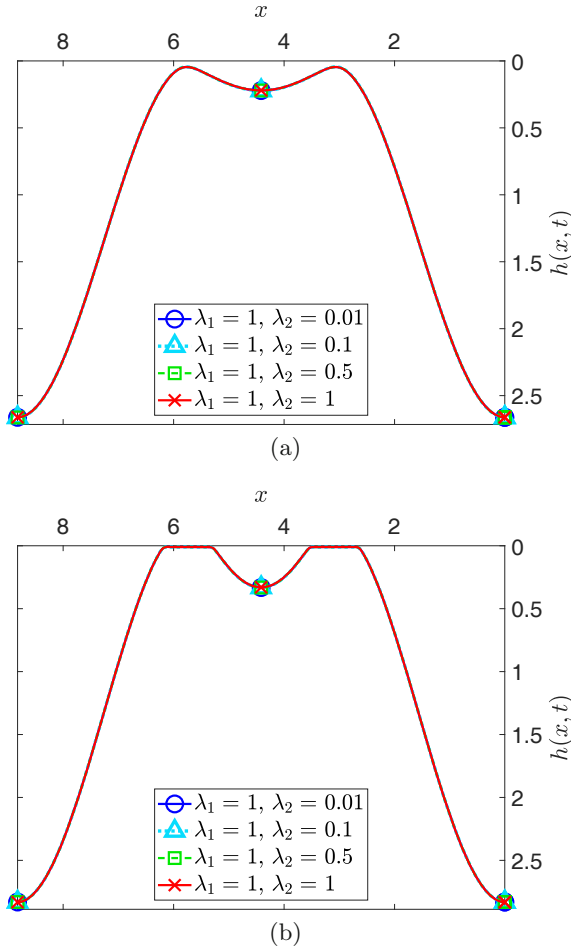 x
8 6 4 2
0
0.5
1
1.5
2
2.5
h(x, t)
λ₁ = 1, λ₂ = 0.01
λ₁ = 1, λ₂ = 0.1
λ₁ = 1, λ₂ = 0.5
λ₁ = 1, λ₂ = 1
(a)
x
8 6 4 2
0
0.5
1
1.5
2
2.5
h(x, t)
λ₁ = 1, λ₂ = 0.01
λ₁ = 1, λ₂ = 0.1
λ₁ = 1, λ₂ = 0.5
λ₁ = 1, λ₂ = 1
(b)